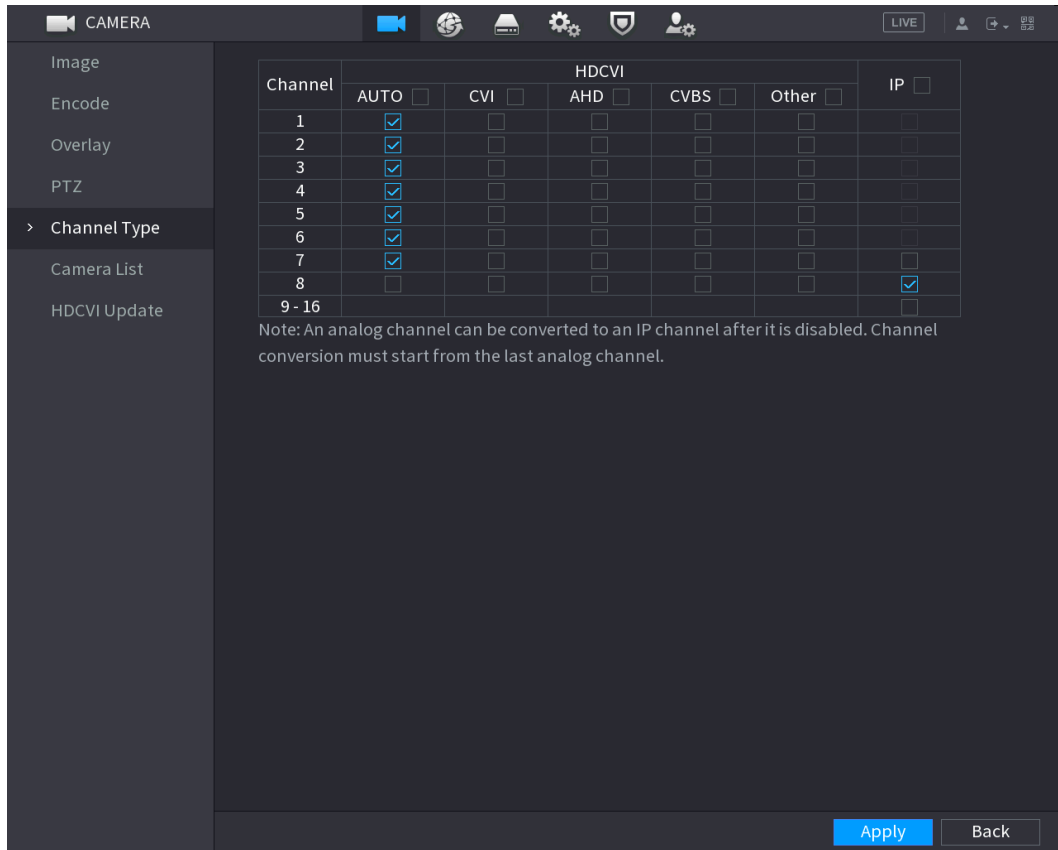 CAMERA
LIVE
Image
Encode
Overlay
PTZ
> Channel Type
Camera List
HDCVI Update
Channel HDCVI IP
AUTO CVI AHD CVBS Other
1
2
3
4
5
6
7
8
9 - 16
Note: An analog channel can be converted to an IP channel after it is disabled. Channel
conversion must start from the last analog channel.
Apply Back